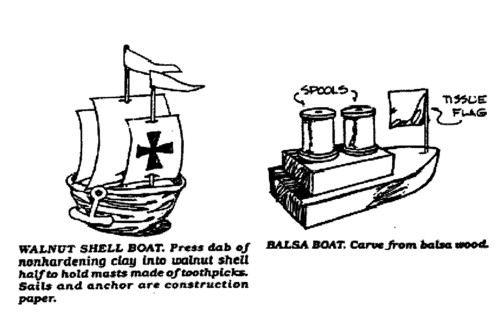 SPOOLS
TISSUE
FLAG
WALNUT SHELL BOAT. Press dab of
nonhardening clay into walnut shell
half to hold masts made of toothpicks.
Sails and anchor are construction
paper.
BALSA BOAT. Carve from balsa wood.